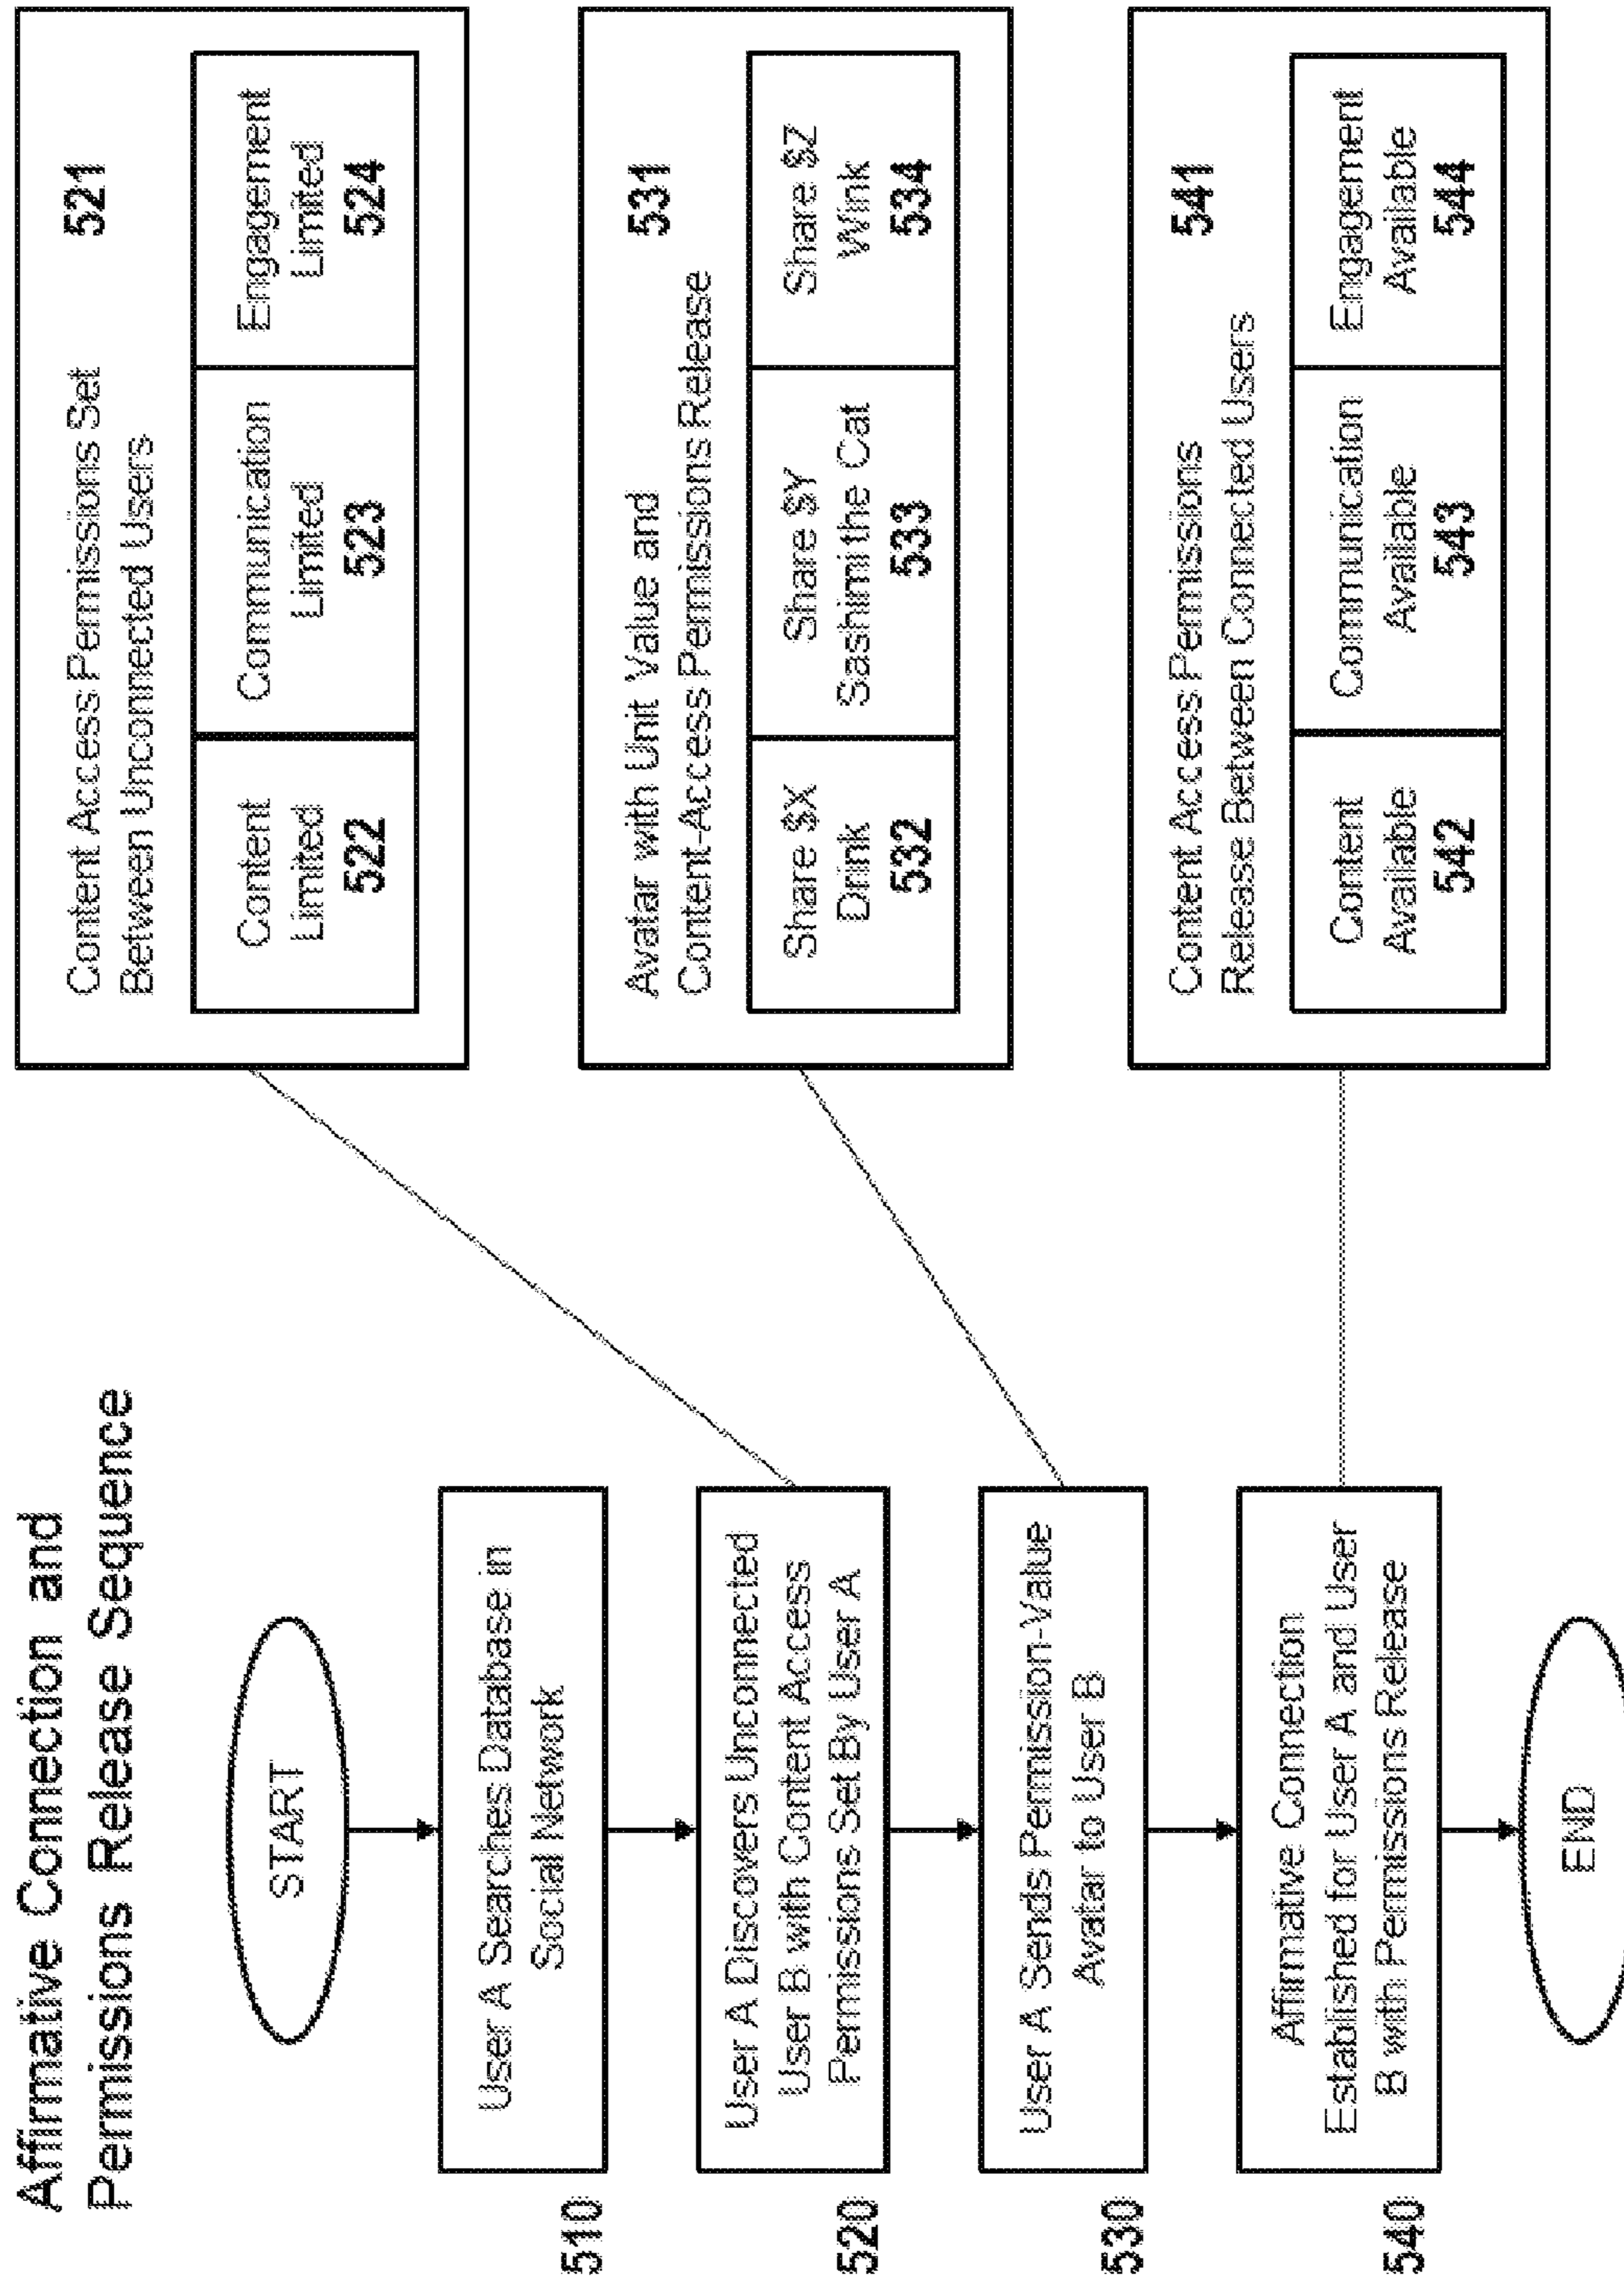 Affirmative Connection and
Permissions Release Sequence
START
510
User A Searches Database in
Social Network
520
User A Discovers Unconnected
User B with Content Access
Permissions Set By User A
530
User A Sends Permission-Value
Avatar to User B
540
Affirmative Connection
Established for User A and User
B with Permissions Release
END
Content Access Permissions Set
Between Unconnected Users
521
Content
Limited
522
Communication
Limited
523
Engagement
Limited
524
Avatar with Unit Value and
Content-Access Permissions Release
531
Share $X
Drink
532
Share $Y
Sashimi the Cat
533
Share $Z
Wink
534
Content Access Permissions
Release Between Connected Users
541
Content
Available
542
Communication
Available
543
Engagement
Available
544